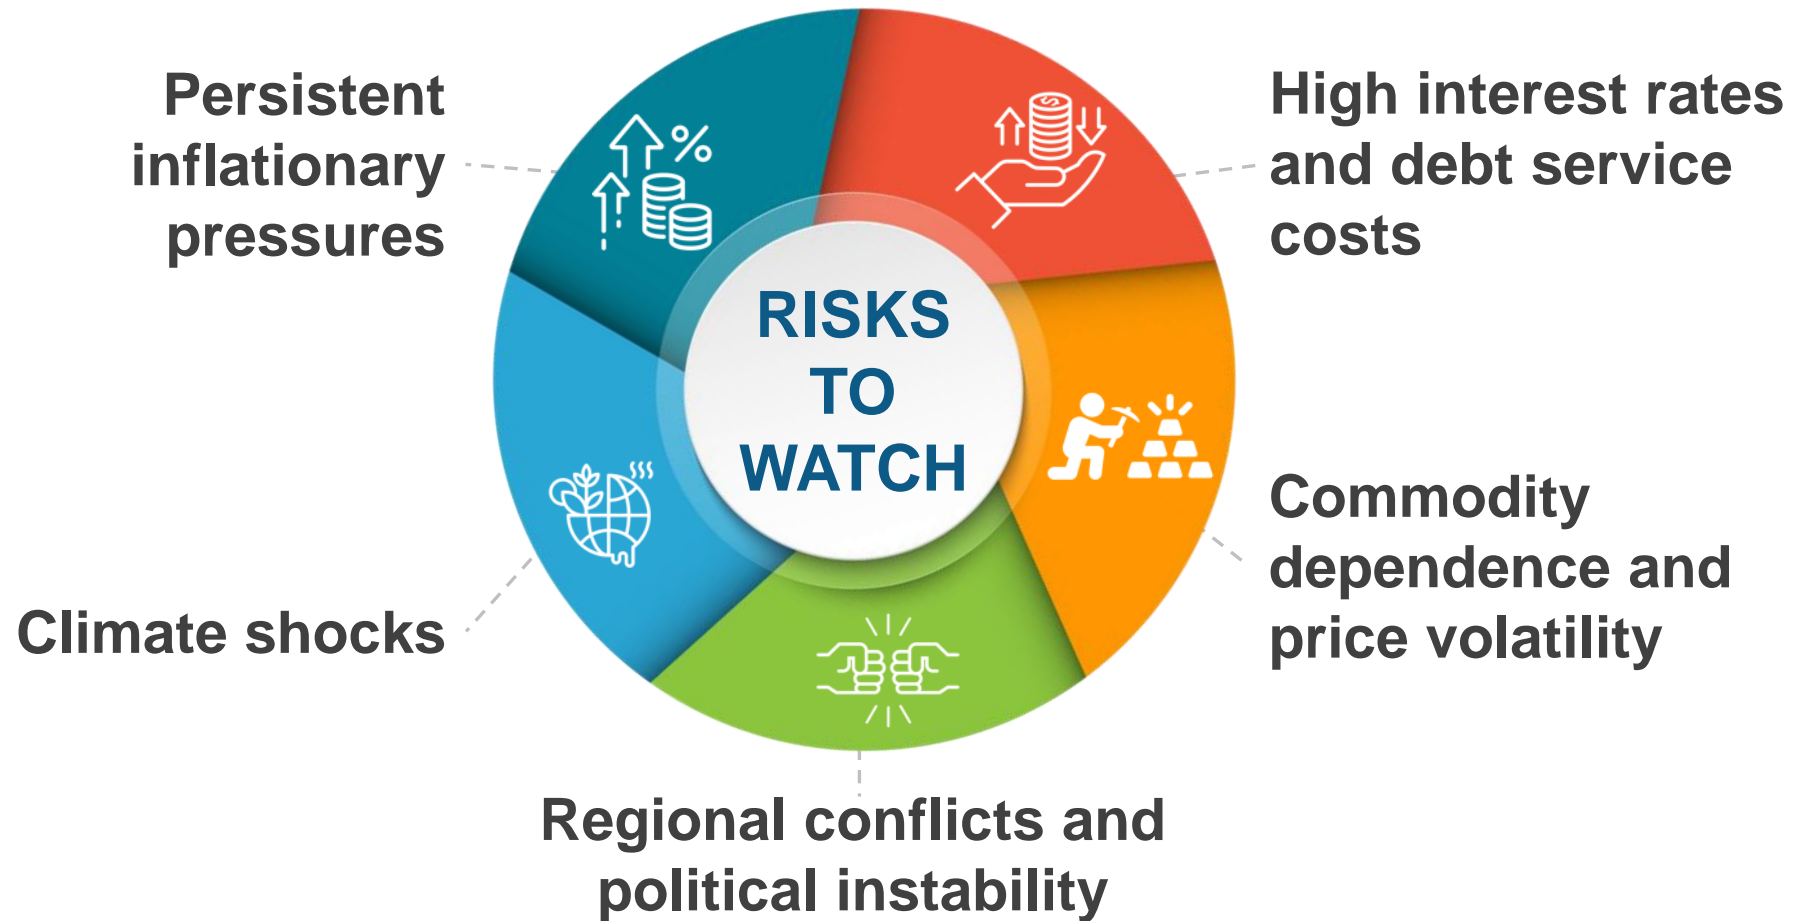 Persistent
inflationary
pressures
High interest rates
and debt service
costs
RISKS
TO
WATCH
Commodity
dependence and
price volatility
Climate shocks
Regional conflicts and
political instability
%
$